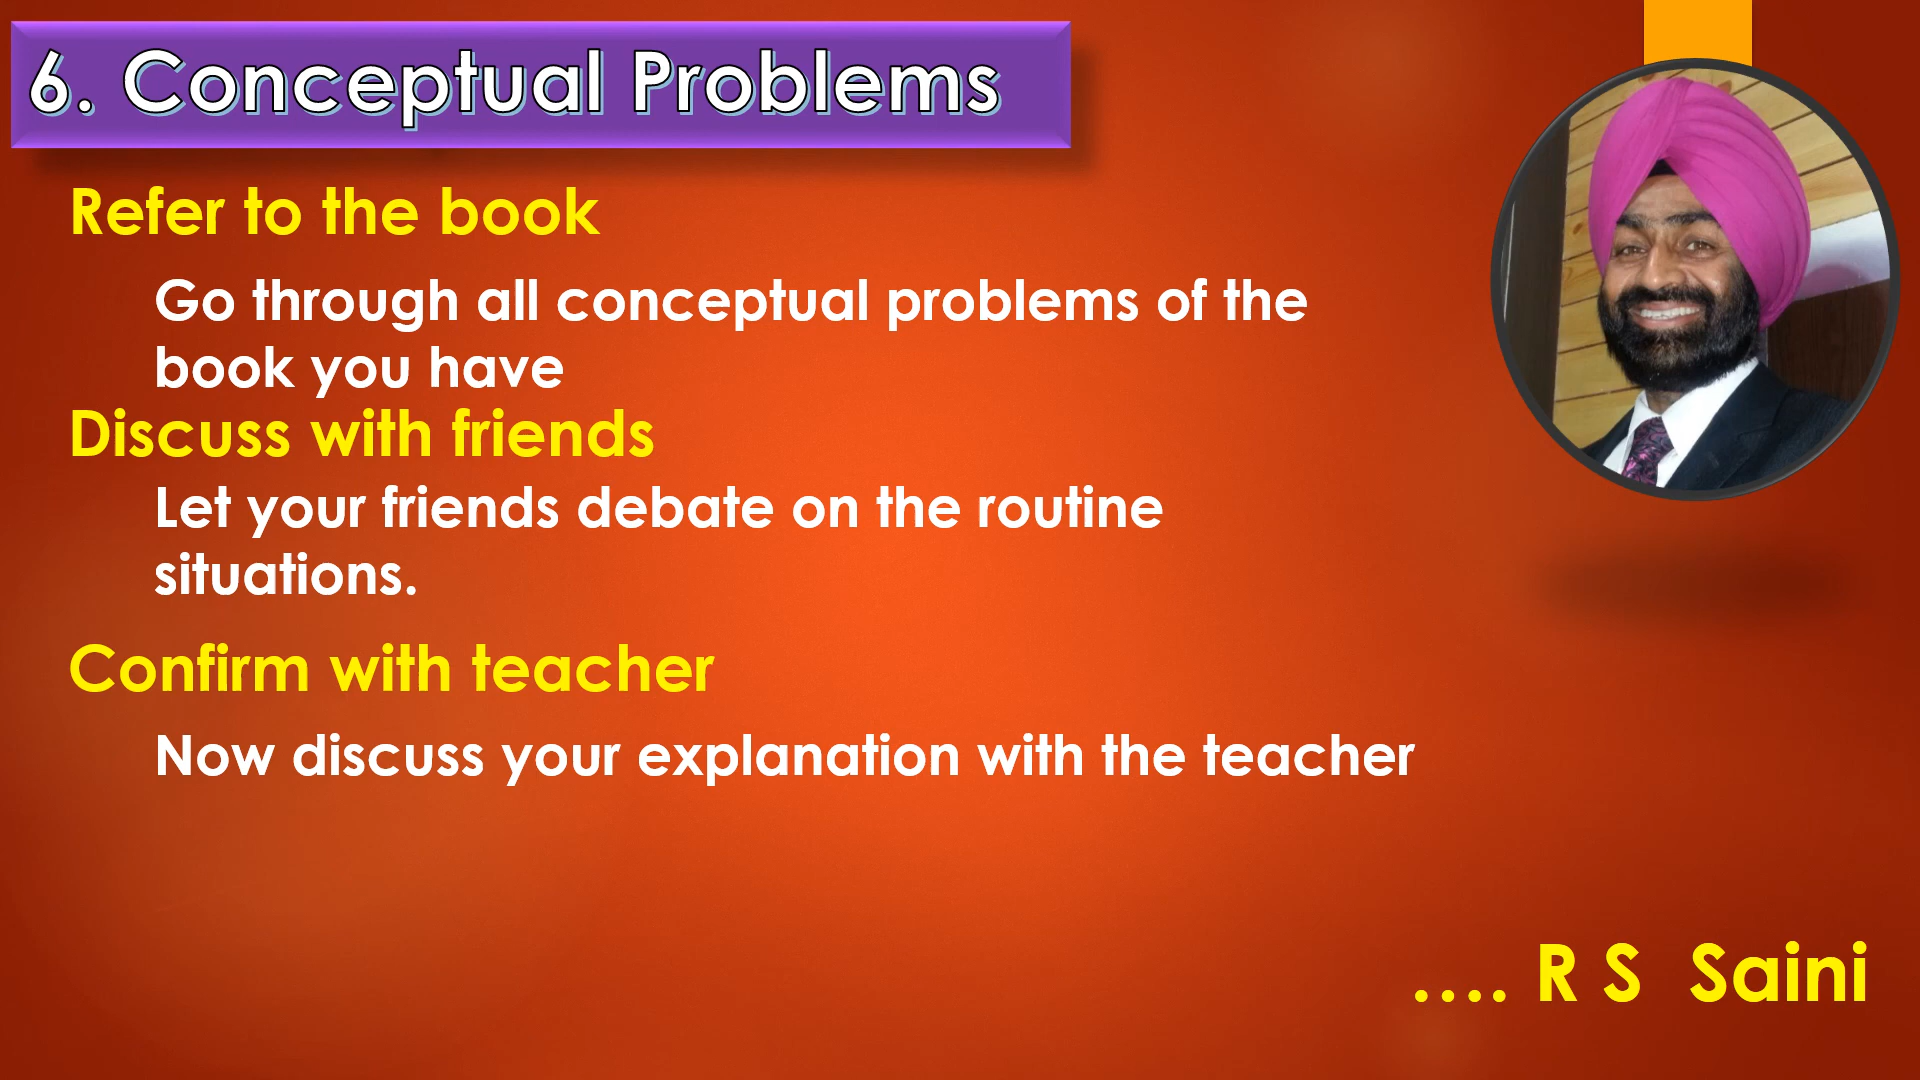 6. Conceptual Problems
Refer to the book
Go through all conceptual problems of the
book you have
Discuss with friends
Let your friends debate on the routine
situations.
Confirm with teacher
Now discuss your explanation with the teacher
.... R S Saini